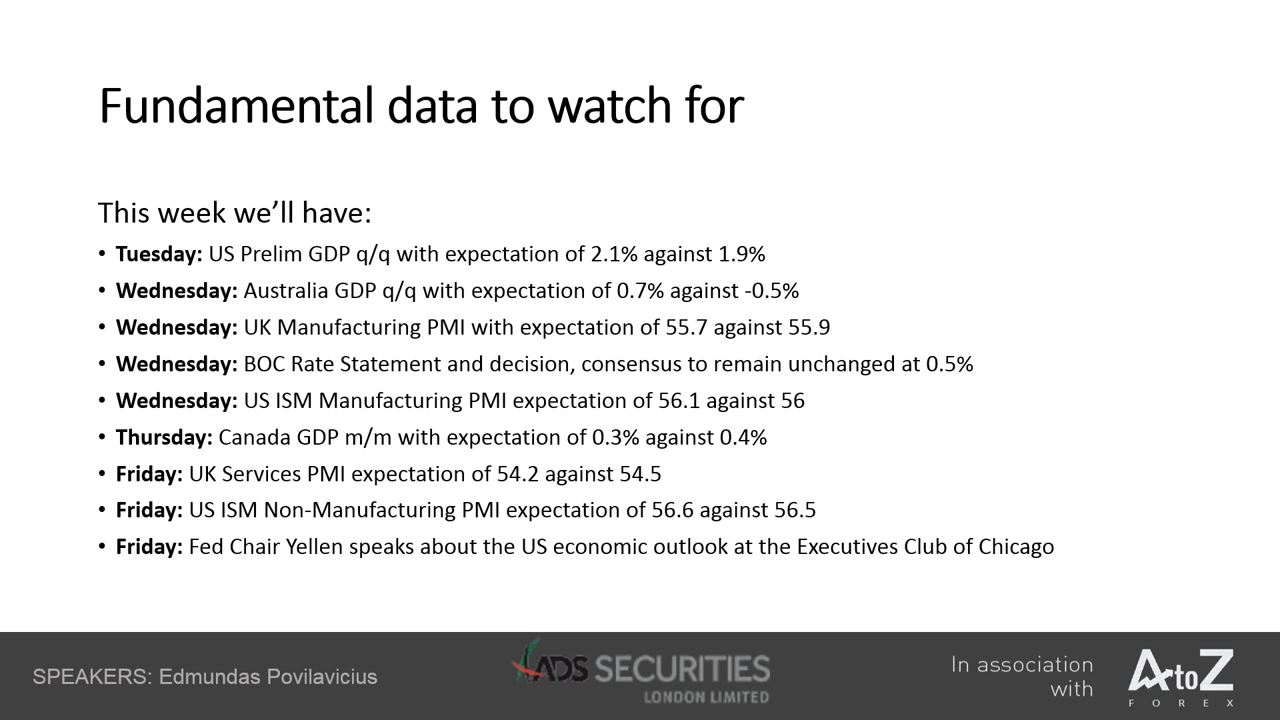 Fundamental data to watch for
This week we’ll have:
• Tuesday: US Prelim GDP q/q with expectation of 2.1% against 1.9%
• Wednesday: Australia GDP q/q with expectation of 0.7% against -0.5%
• Wednesday: UK Manufacturing PMI with expectation of 55.7 against 55.9
• Wednesday: BOC Rate Statement and decision, consensus to remain unchanged at 0.5%
• Wednesday: US ISM Manufacturing PMI expectation of 56.1 against 56
• Thursday: Canada GDP m/m with expectation of 0.3% against 0.4%
• Friday: UK Services PMI expectation of 54.2 against 54.5
• Friday: US ISM Non-Manufacturing PMI expectation of 56.6 against 56.5
• Friday: Fed Chair Yellen speaks about the US economic outlook at the Executives Club of Chicago
SPEAKERS: Edmundas Povilavicius
ADS SECURITIES
LONDON LIMITED
In association
with
AtoZ
FOREX